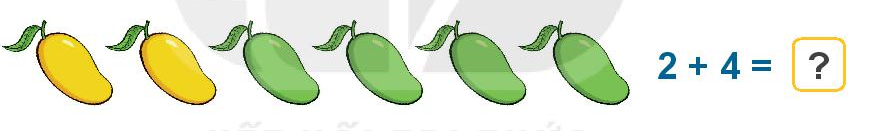 2 + 4 = ?